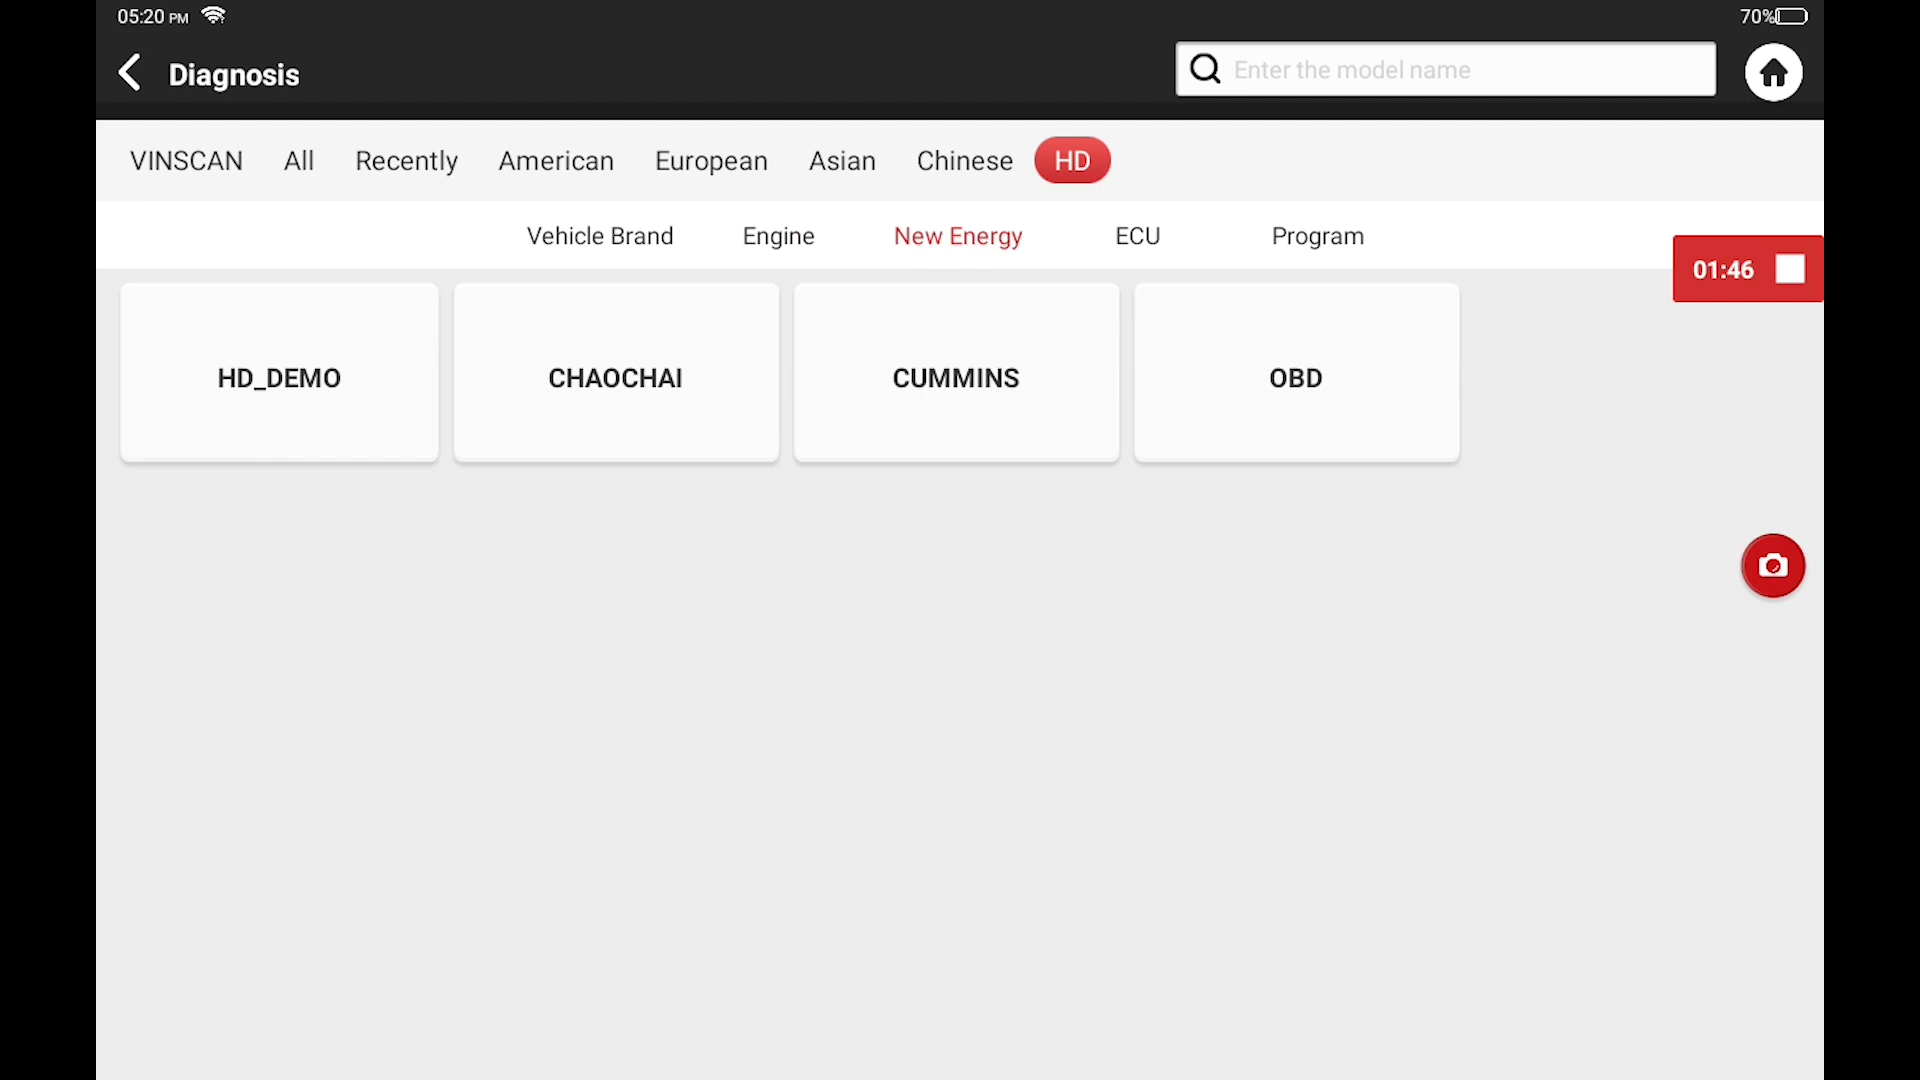 05:20 PM
70%
Diagnosis
Enter the model name
VINSCAN All Recently American European Asian Chinese HD
Vehicle Brand Engine New Energy ECU Program
01:46
HD_DEMO CHAOCHAI CUMMINS OBD